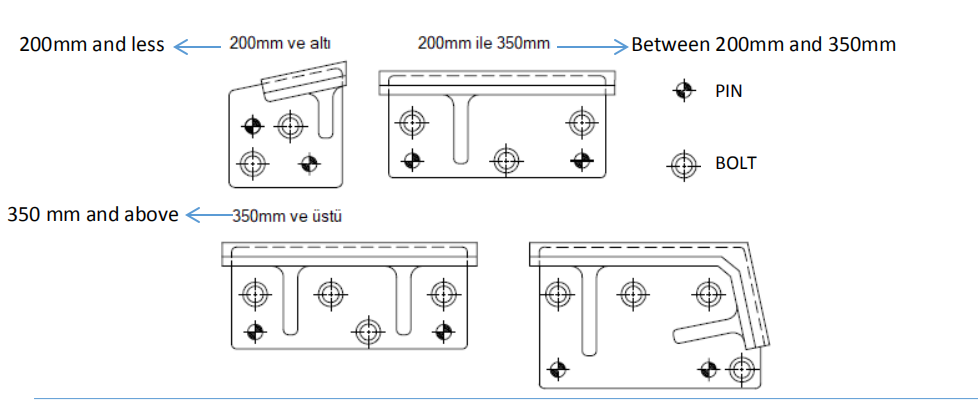 200mm and less
200mm ve altı
200mm ile 350mm
Between 200mm and 350mm
PIN
BOLT
350 mm and above
350mm ve üstü